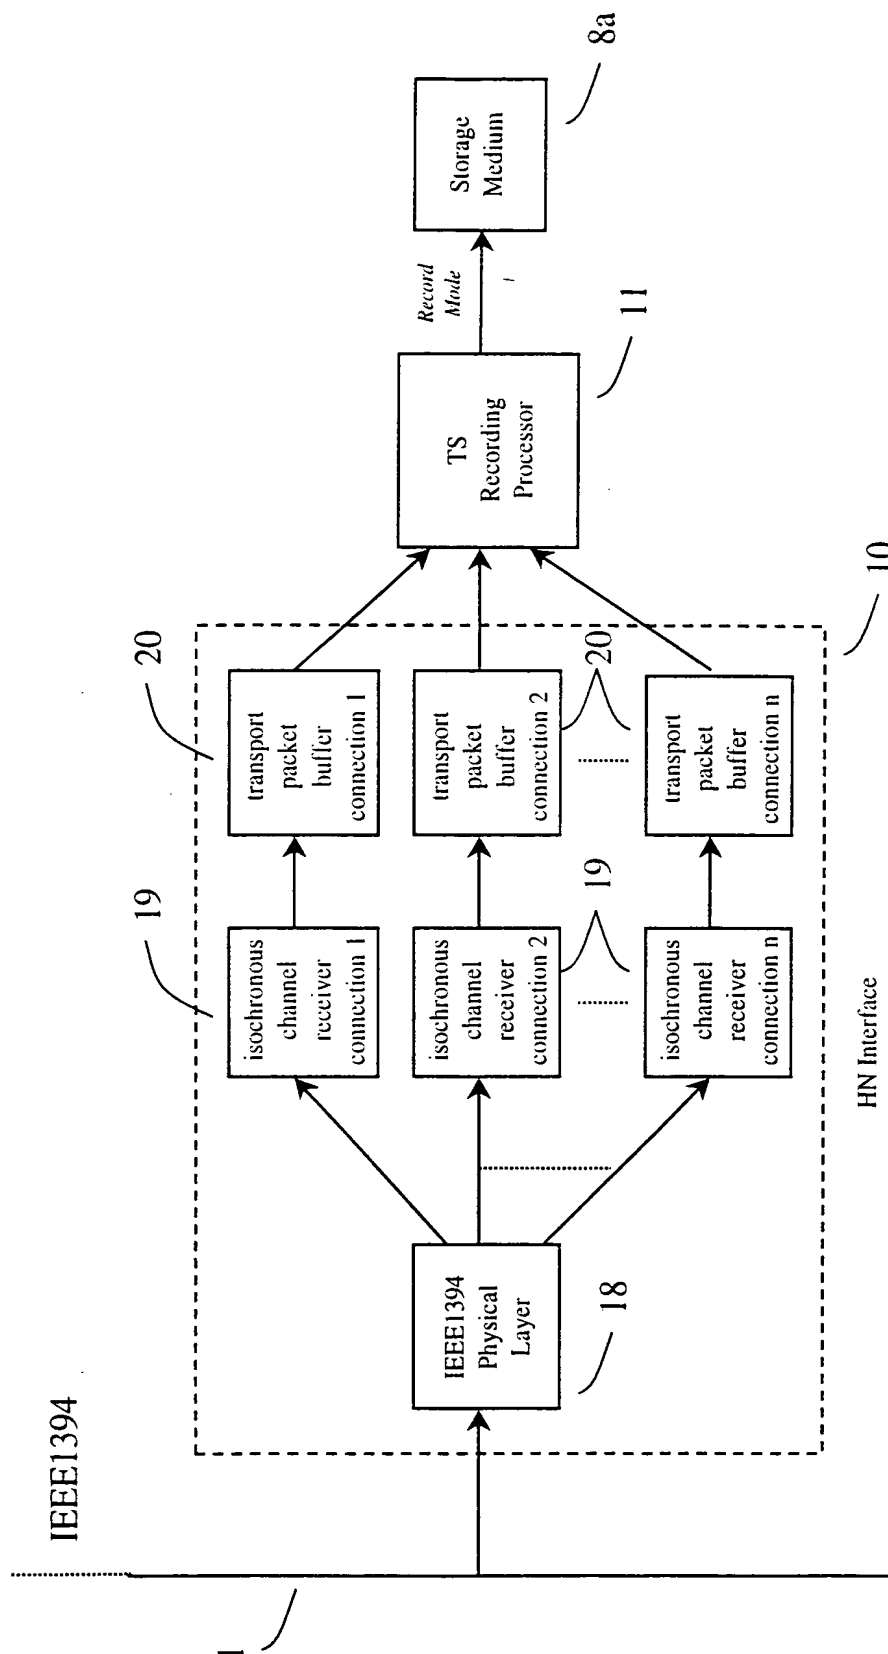 IEEE1394
1
IEEE1394
Physical
Layer
18
isochronous
channel
receiver
connection 1
19
isochronous
channel
receiver
connection 2
19
isochronous
channel
receiver
connection n
transport
packet
buffer
connection 1
20
transport
packet
buffer
connection 2
20
transport
packet
buffer
connection n
HN Interface
10
TS
Recording
Processor
11
Record
Mode
Storage
Medium
8a